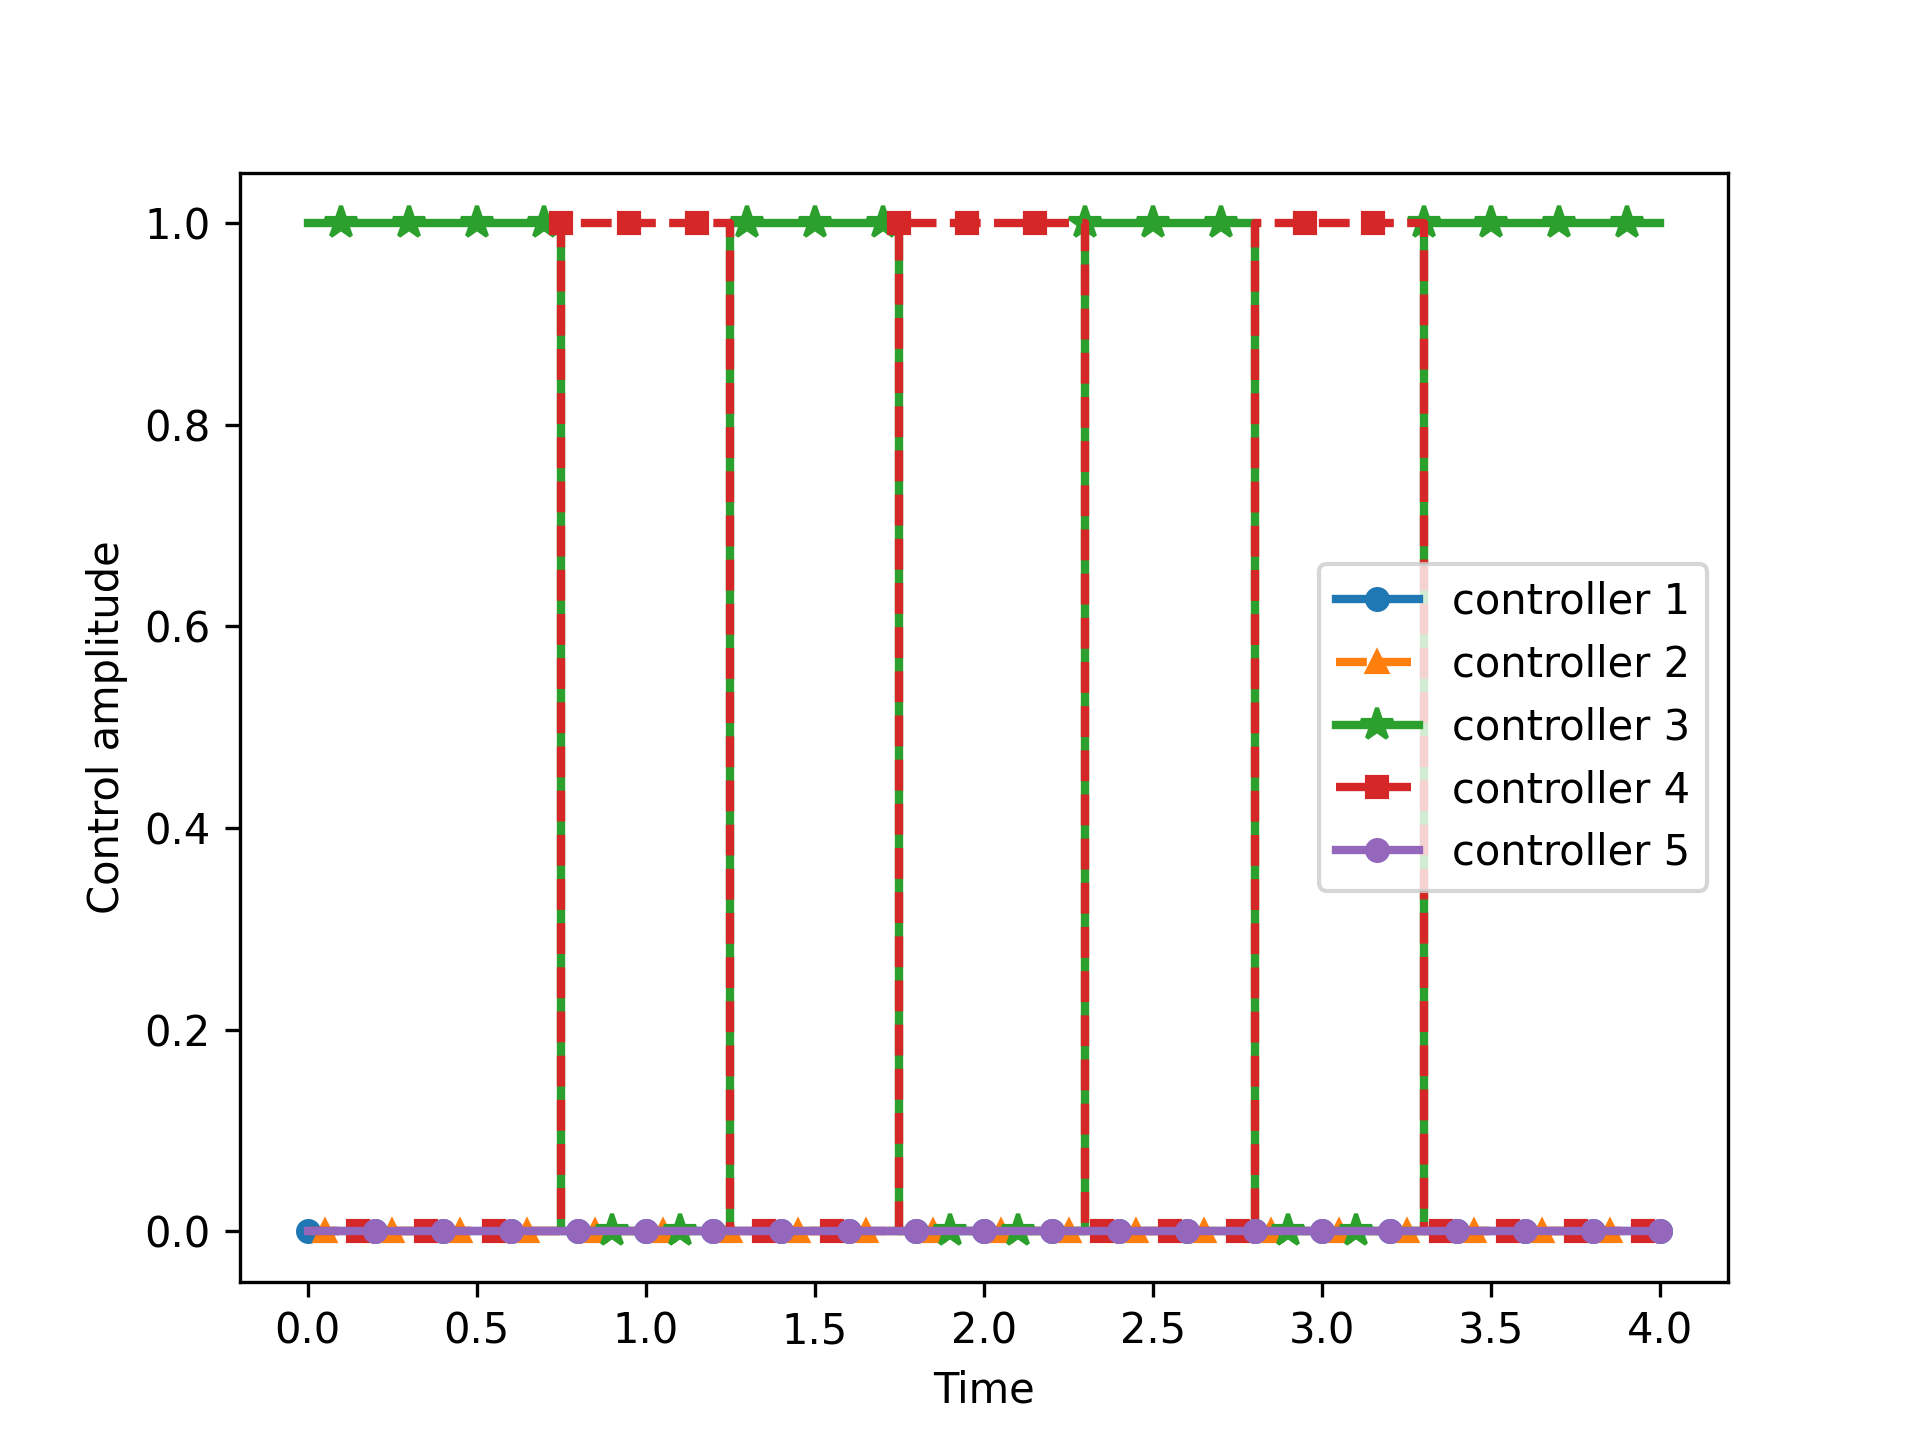 1.0
0.8
0.6
0.4
0.2
0.0
Control amplitude
controller 1
controller 2
controller 3
controller 4
controller 5
0.0 0.5 1.0 1.5 2.0 2.5 3.0 3.5 4.0
Time